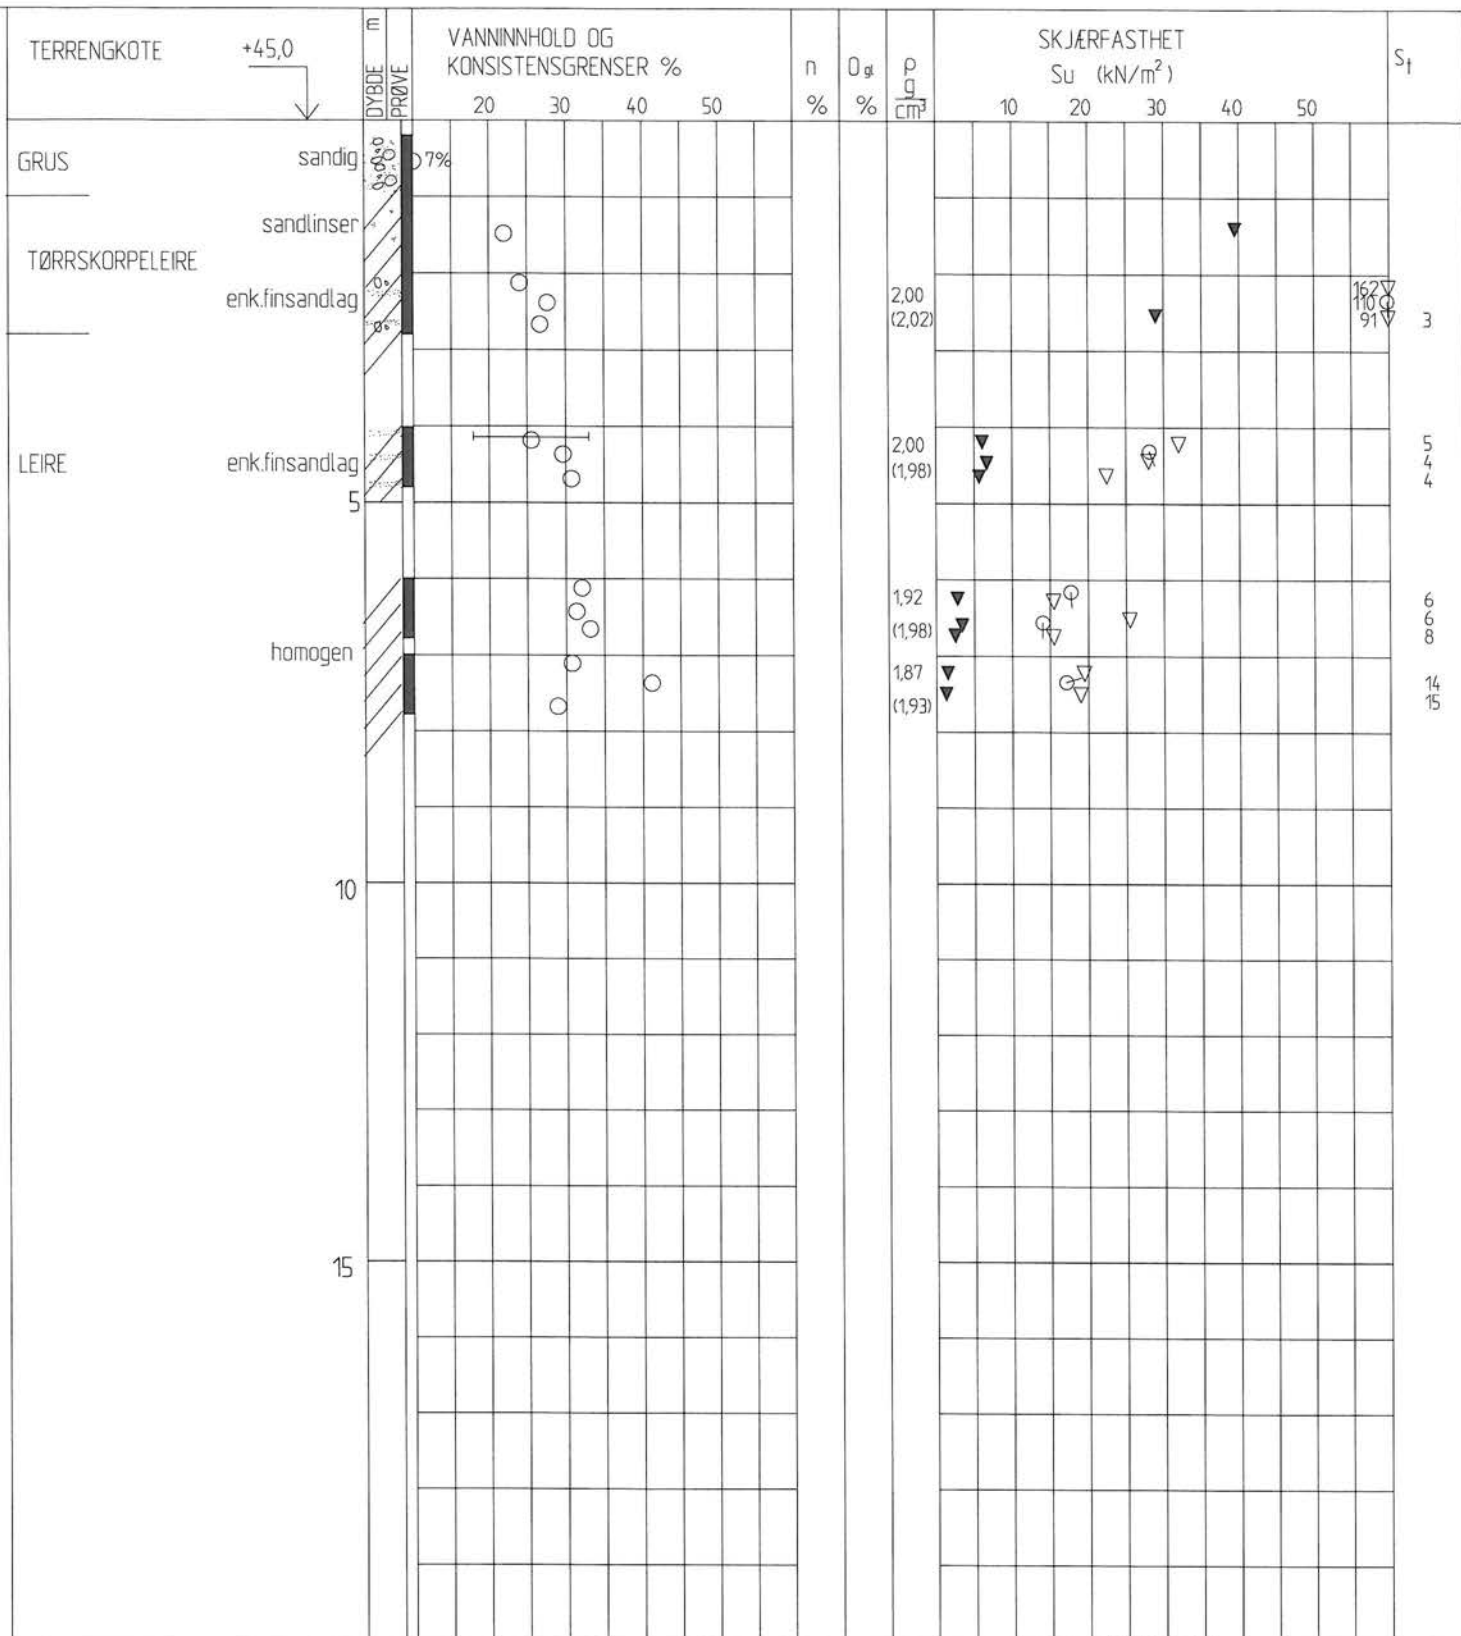 TERRENGKOTE +45,0
DYBDE m
PRØVE
VANNINNHOLD OG
KONSISTENSGRENSER %
20 30 40 50
n
%
O gl
%
ρ
g
cm³
SKJÆRFASTHET
Su (kN/m²)
10 20 30 40 50
St
GRUS sandig 7%
sandlinser
TØRRSKORPELEIRE
enk.finsandlag 2,00 162
110
(2,02) 91 3
2,00 5
LEIRE enk.finsandlag (1,98) 4
4
5
1,92 6
6
(1,98) 8
homogen
1,87 14
(1,93) 15
10
15